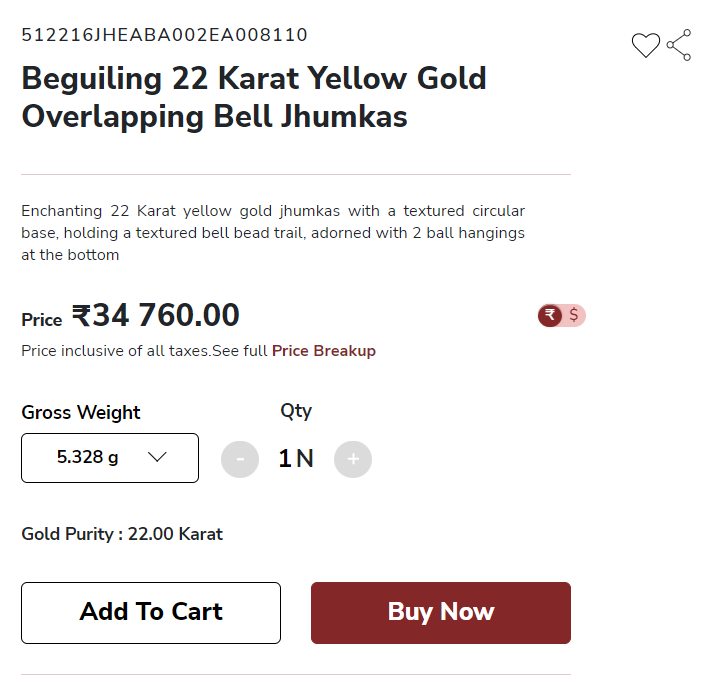 512216JHEABA002EA008110
Beguiling 22 Karat Yellow Gold
Overlapping Bell Jhumkas
Enchanting 22 Karat yellow gold jhumkas with a textured circular
base, holding a textured bell bead trail, adorned with 2 ball hangings
at the bottom
Price ₹34 760.00
₹ $
Price inclusive of all taxes.See full Price Breakup
Gross Weight
Qty
5.328 g
- 1 N +
Gold Purity : 22.00 Karat
Add To Cart
Buy Now